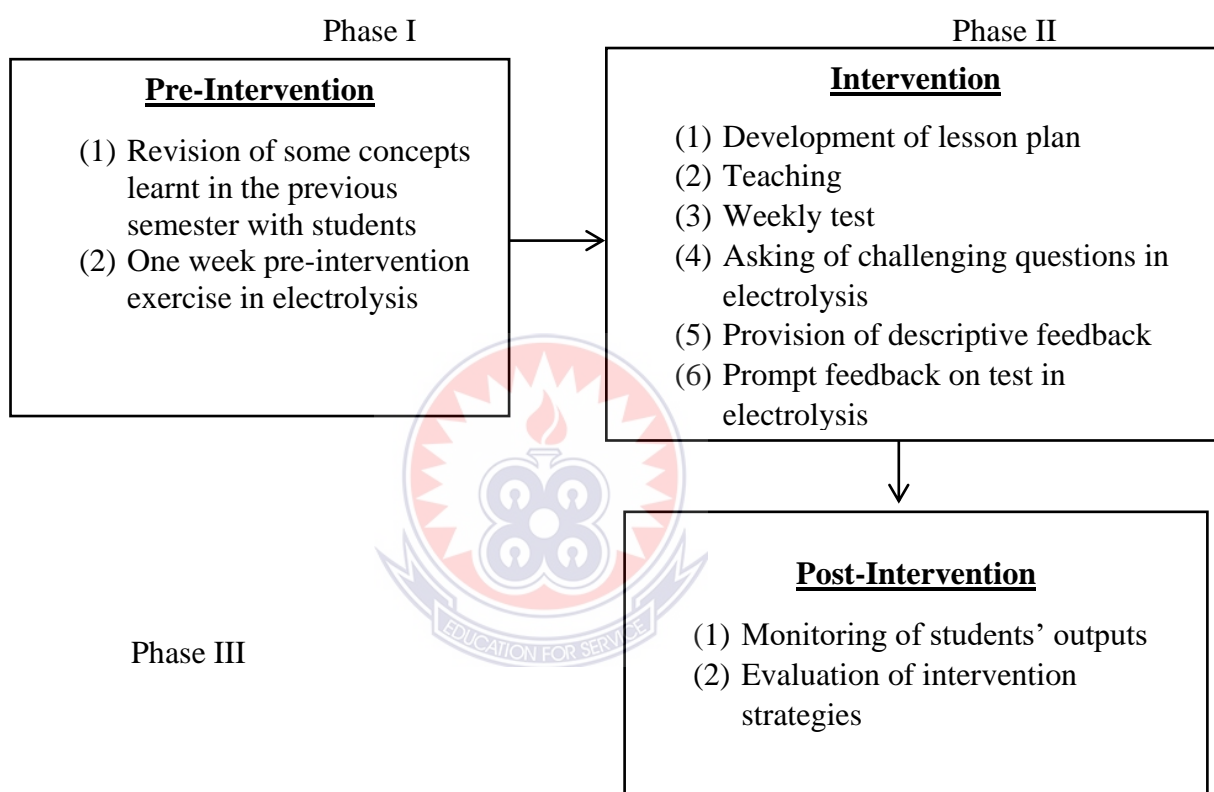 Phase I
Pre-Intervention
(1) Revision of some concepts
learnt in the previous
semester with students
(2) One week pre-intervention
exercise in electrolysis
Phase II
Intervention
(1) Development of lesson plan
(2) Teaching
(3) Weekly test
(4) Asking of challenging questions in
electrolysis
(5) Provision of descriptive feedback
(6) Prompt feedback on test in
electrolysis
Phase III
Post-Intervention
(1) Monitoring of students’ outputs
(2) Evaluation of intervention
strategies
EDUCATION FOR SERVICE